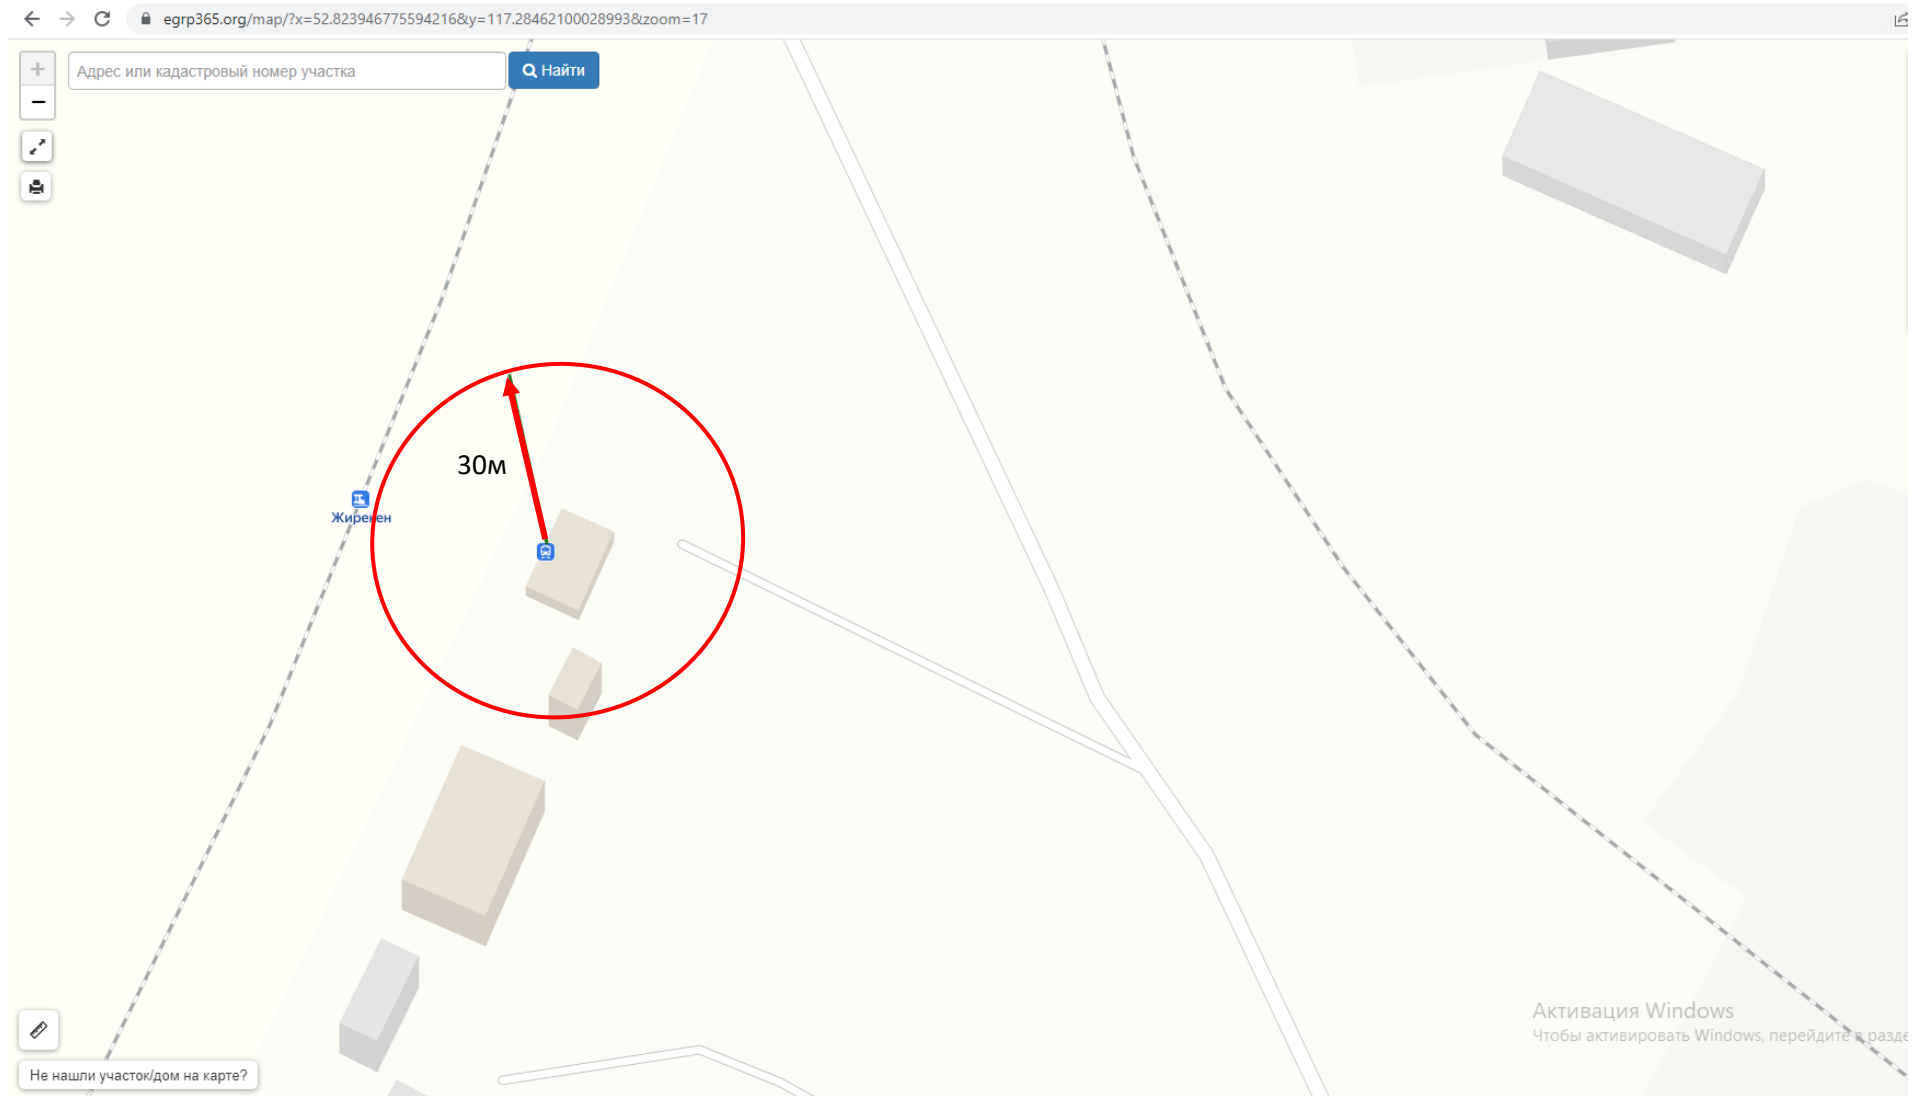 egrp365.org/map/?x=52.823946775594216&y=117.28462100028993&zoom=17
Адрес или кадастровый номер участка
Найти
30м
Жирекен
Активация Windows
Чтобы активировать Windows, перейдите в разде
Не нашли участок/дом на карте?